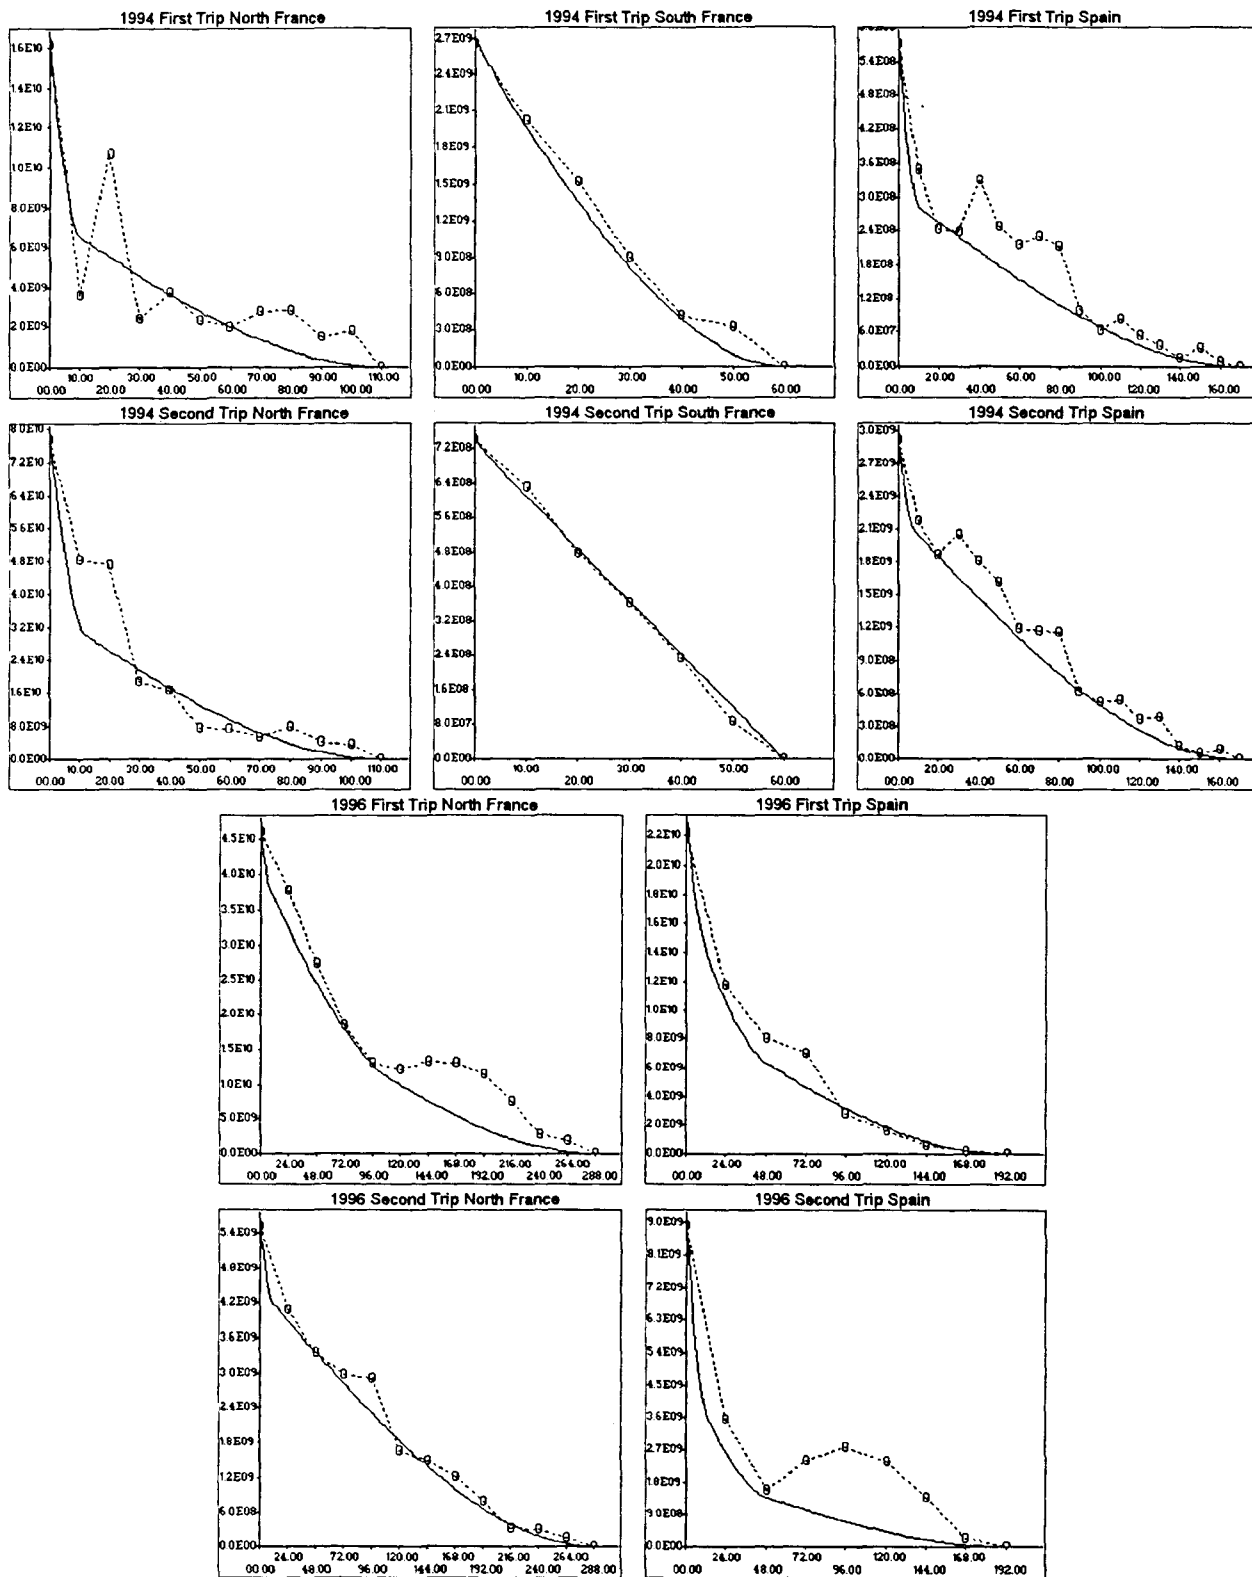 1994 First Trip North France
1.6E10
1.4E10
1.2E10
1.0E10
8.0E09
6.0E09
4.0E09
2.0E09
0.0E00
10.00 30.00 50.00 70.00 90.00 110.00
00.00 20.00 40.00 60.00 80.00 100.00
1994 First Trip South France
2.7E09
2.4E09
2.1E09
1.8E09
1.5E09
1.2E09
9.0E08
6.0E08
3.0E08
0.0E00
10.00 30.00 50.00
00.00 20.00 40.00 60.00
1994 First Trip Spain
5.4E08
4.8E08
4.2E08
3.6E08
3.0E08
2.4E08
1.8E08
1.2E08
6.0E07
0.0E00
20.00 60.00 100.00 140.00
00.00 40.00 80.00 120.00 160.00
1994 Second Trip North France
8.0E10
7.2E10
6.4E10
5.6E10
4.8E10
4.0E10
3.2E10
2.4E10
1.6E10
8.0E09
0.0E00
10.00 30.00 50.00 70.00 90.00 110.00
00.00 20.00 40.00 60.00 80.00 100.00
1994 Second Trip South France
7.2E08
6.4E08
5.6E08
4.8E08
4.0E08
3.2E08
2.4E08
1.6E08
8.0E07
0.0E00
10.00 30.00 50.00
00.00 20.00 40.00 60.00
1994 Second Trip Spain
3.0E09
2.7E09
2.4E09
2.1E09
1.8E09
1.5E09
1.2E09
9.0E08
6.0E08
3.0E08
0.0E00
20.00 60.00 100.00 140.00
00.00 40.00 80.00 120.00 160.00
1996 First Trip North France
4.5E10
4.0E10
3.5E10
3.0E10
2.5E10
2.0E10
1.5E10
1.0E10
5.0E09
0.0E00
24.00 72.00 120.00 168.00 216.00 264.00
00.00 48.00 96.00 144.00 192.00 240.00 288.00
1996 First Trip Spain
2.2E10
2.0E10
1.8E10
1.6E10
1.4E10
1.2E10
1.0E10
8.0E09
6.0E09
4.0E09
2.0E09
0.0E00
24.00 72.00 120.00 168.00
00.00 48.00 96.00 144.00 192.00
1996 Second Trip North France
5.4E09
4.8E09
4.2E09
3.6E09
3.0E09
2.4E09
1.8E09
1.2E09
6.0E08
0.0E00
24.00 72.00 120.00 168.00 216.00 264.00
00.00 48.00 96.00 144.00 192.00 240.00 288.00
1996 Second Trip Spain
9.0E09
8.1E09
7.2E09
6.3E09
5.4E09
4.5E09
3.6E09
2.7E09
1.8E09
9.0E08
0.0E00
24.00 72.00 120.00 168.00
00.00 48.00 96.00 144.00 192.00